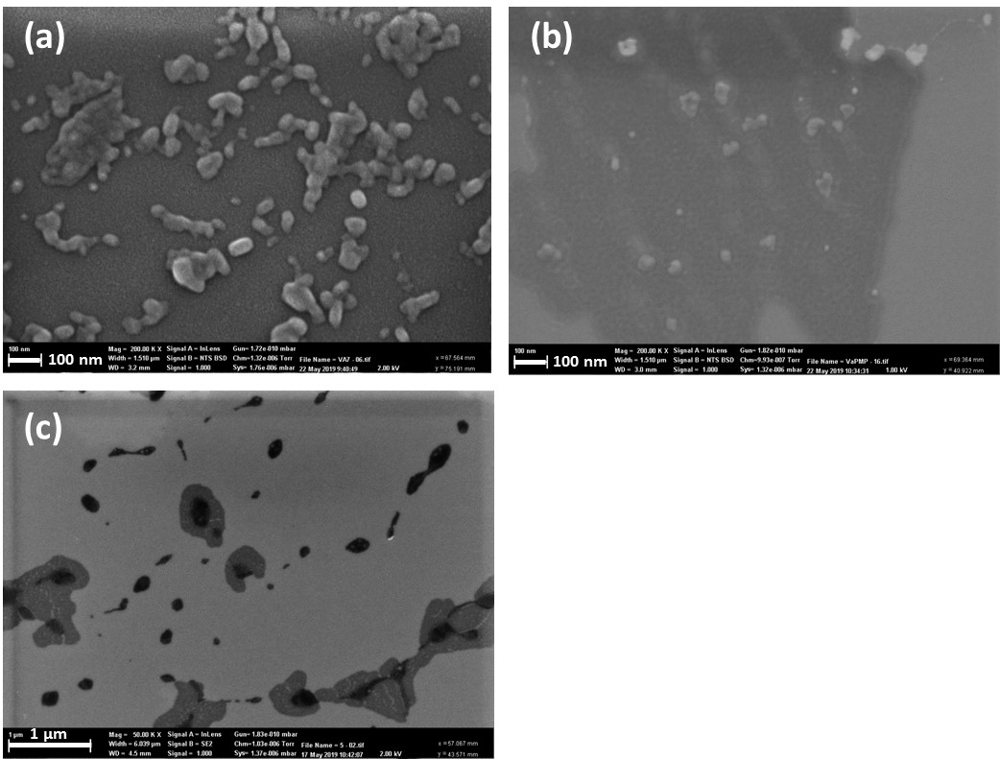 (a)
100 nm
100 nm
Mag = 200.00 K X Signal A = InLens Gun=1.72e-010 mbar
Width = 1.510 µm Signal B = NTS BSD Chm=1.32e-006 Torr File Name = VA7 - 06.tif x = 67.564 mm
WD = 3.2 mm Signal = 1.000 Sys= 1.76e-006 mbar 22 May 2019 9:40:49 2.00 kV y = 75.191 mm
(b)
100 nm
100 nm
Mag = 200.00 K X Signal A = InLens Gun=1.82e-010 mbar
Width = 1.510 µm Signal B = NTS BSD Chm=9.93e-007 Torr File Name = VaPMP - 16.tif x = 69.364 mm
WD = 3.0 mm Signal = 1.000 Sys= 1.32e-006 mbar 22 May 2019 10:34:31 1.00 kV y = 40.922 mm
(c)
1 µm
1 µm
Mag = 50.00 K X Signal A = InLens Gun=1.83e-010 mbar
Width = 6.039 µm Signal B = SE2 Chm=1.03e-006 Torr File Name = 5 - 02.tif x = 57.067 mm
WD = 4.5 mm Signal = 1.000 Sys= 1.37e-006 mbar 17 May 2019 10:42:07 2.00 kV y = 43.571 mm